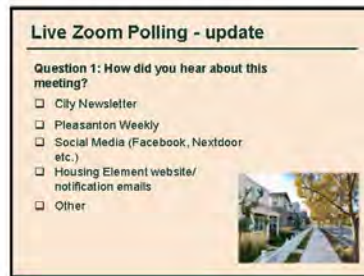 Live Zoom Polling - update
Question 1: How did you hear about this
meeting?
City Newsletter
Pleasanton Weekly
Social Media (Facebook, Nextdoor
etc.)
Housing Element website/
notification emails
Other